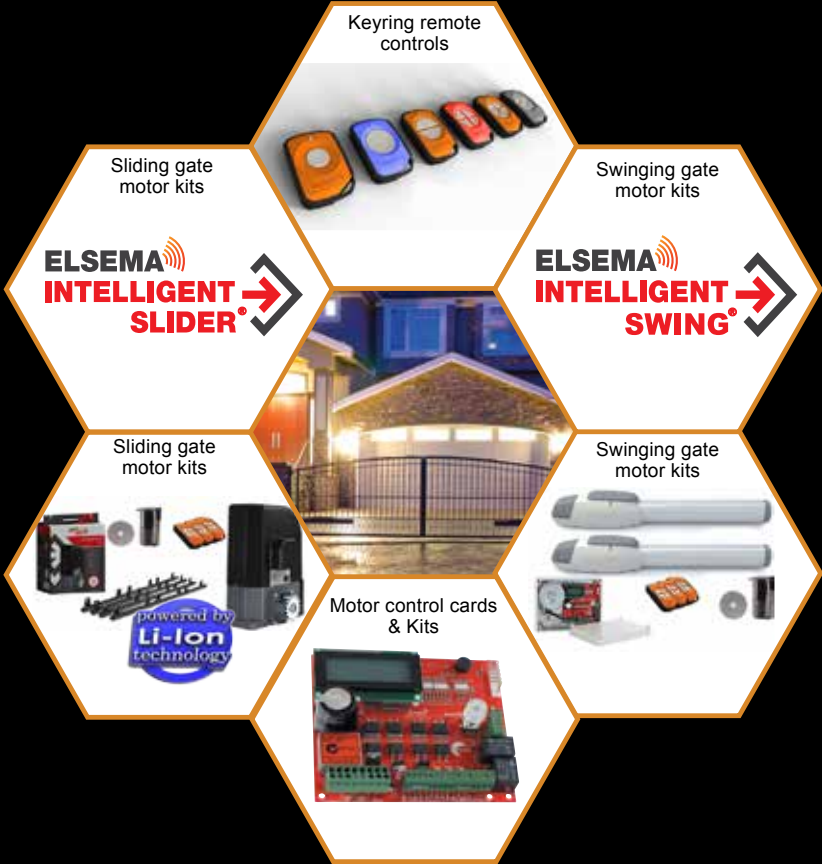 Keyring remote
controls
Sliding gate
motor kits
ELSEMA
INTELLIGENT
SLIDER®
Swinging gate
motor kits
ELSEMA
INTELLIGENT
SWING®
Sliding gate
motor kits
powered by
Li-Ion
technology
Swinging gate
motor kits
Motor control cards
& Kits